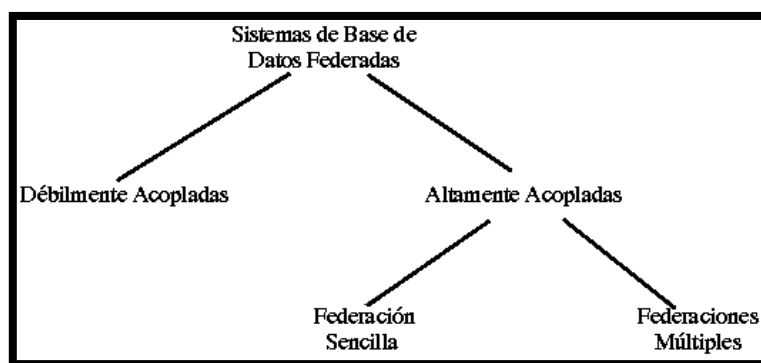 Sistemas de Base de
Datos Federadas
Débilmente Acopladas
Altamente Acopladas
Federación
Sencilla
Federaciones
Múltiples